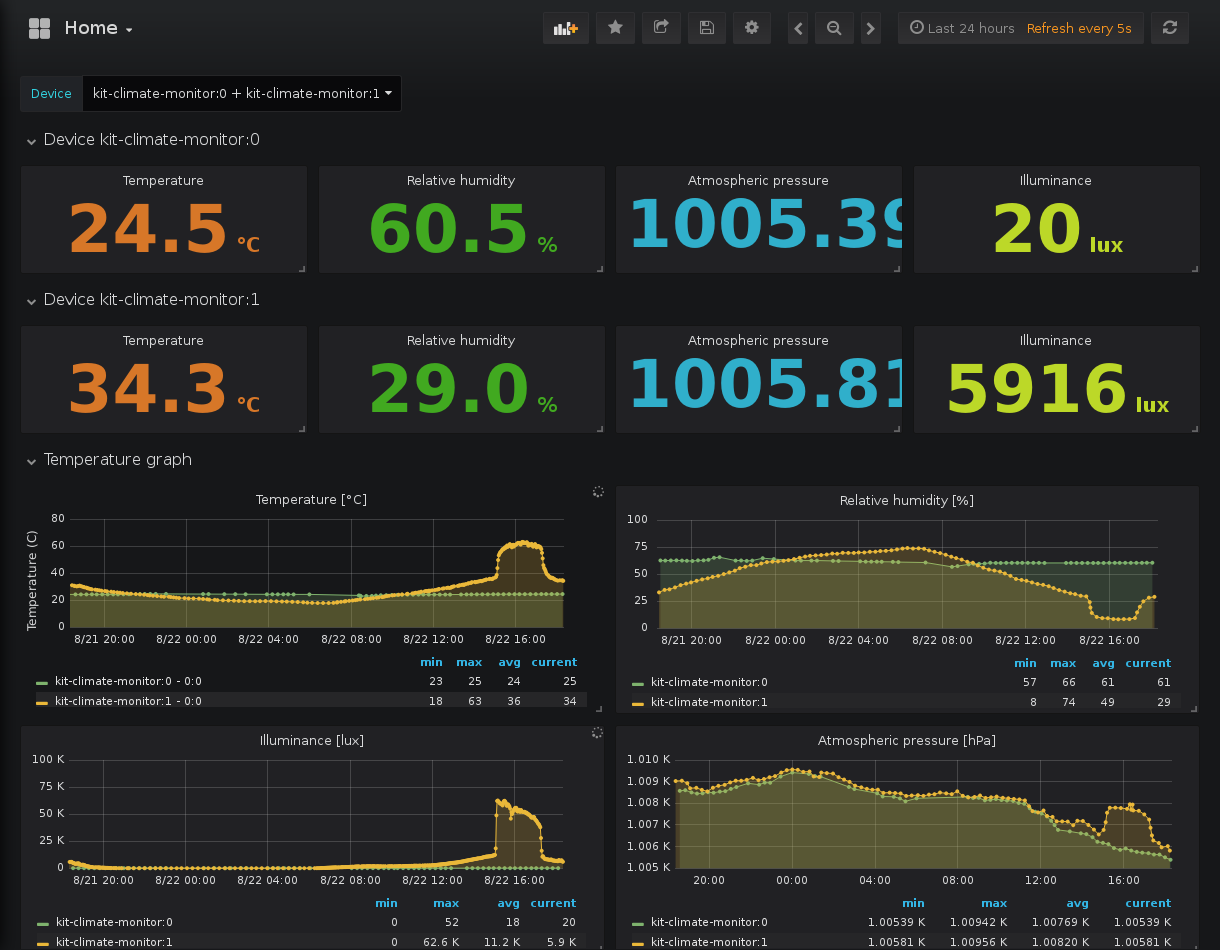 Home
Last 24 hours Refresh every 5s
Device kit-climate-monitor:0 + kit-climate-monitor:1
Device kit-climate-monitor:0
Temperature Relative humidity Atmospheric pressure Illuminance
24.5 °C 60.5 % 1005.39 20 lux
Device kit-climate-monitor:1
Temperature Relative humidity Atmospheric pressure Illuminance
34.3 °C 29.0 % 1005.81 5916 lux
Temperature graph
Temperature [°C]
Temperature (C)
80
60
40
20
0
8/21 20:00 8/22 00:00 8/22 04:00 8/22 08:00 8/22 12:00 8/22 16:00
min max avg current
kit-climate-monitor:0 - 0:0 23 25 24 25
kit-climate-monitor:1 - 0:0 18 63 36 34
Relative humidity [%]
100
75
50
25
0
8/21 20:00 8/22 00:00 8/22 04:00 8/22 08:00 8/22 12:00 8/22 16:00
min max avg current
kit-climate-monitor:0 57 66 61 61
kit-climate-monitor:1 8 74 49 29
Illuminance [lux]
100 K
75 K
50 K
25 K
0
8/21 20:00 8/22 00:00 8/22 04:00 8/22 08:00 8/22 12:00 8/22 16:00
min max avg current
kit-climate-monitor:0 0 52 18 20
kit-climate-monitor:1 0 62.6 K 11.2 K 5.9 K
Atmospheric pressure [hPa]
1.010 K
1.009 K
1.008 K
1.007 K
1.006 K
1.005 K
20:00 00:00 04:00 08:00 12:00 16:00
min max avg current
kit-climate-monitor:0 1.00539 K 1.00942 K 1.00769 K 1.00539 K
kit-climate-monitor:1 1.00581 K 1.00956 K 1.00820 K 1.00581 K